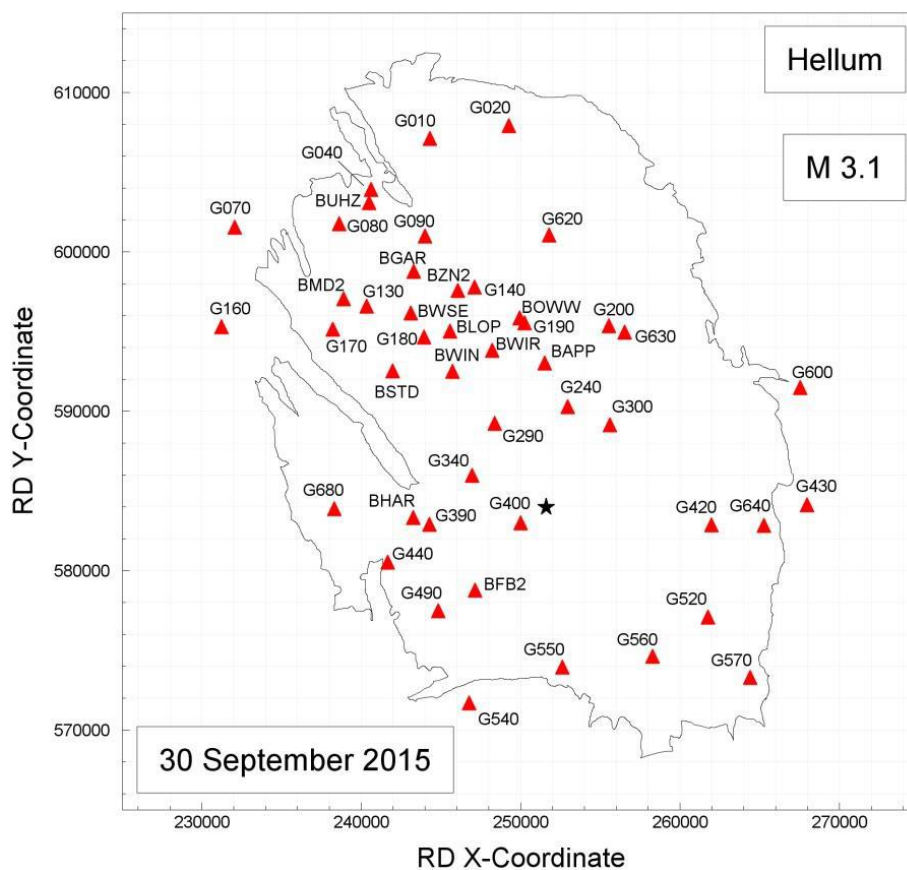 Hellum
M 3.1
610000
600000
590000
580000
570000
RD Y-Coordinate
G010
G020
G040
BUHZ
G070
G080
G090
G620
BGAR
BZN2
G140
BMD2
G130
BWSE
BOWW
G200
G160
G170
G180
BLOP
G190
G630
BWIR
BWIN
BAPP
BSTD
G240
G600
G300
G290
G340
G680
BHAR
G390
G400
G420
G640
G430
G440
G490
BFB2
G520
G550
G560
G570
G540
30 September 2015
230000 240000 250000 260000 270000
RD X-Coordinate